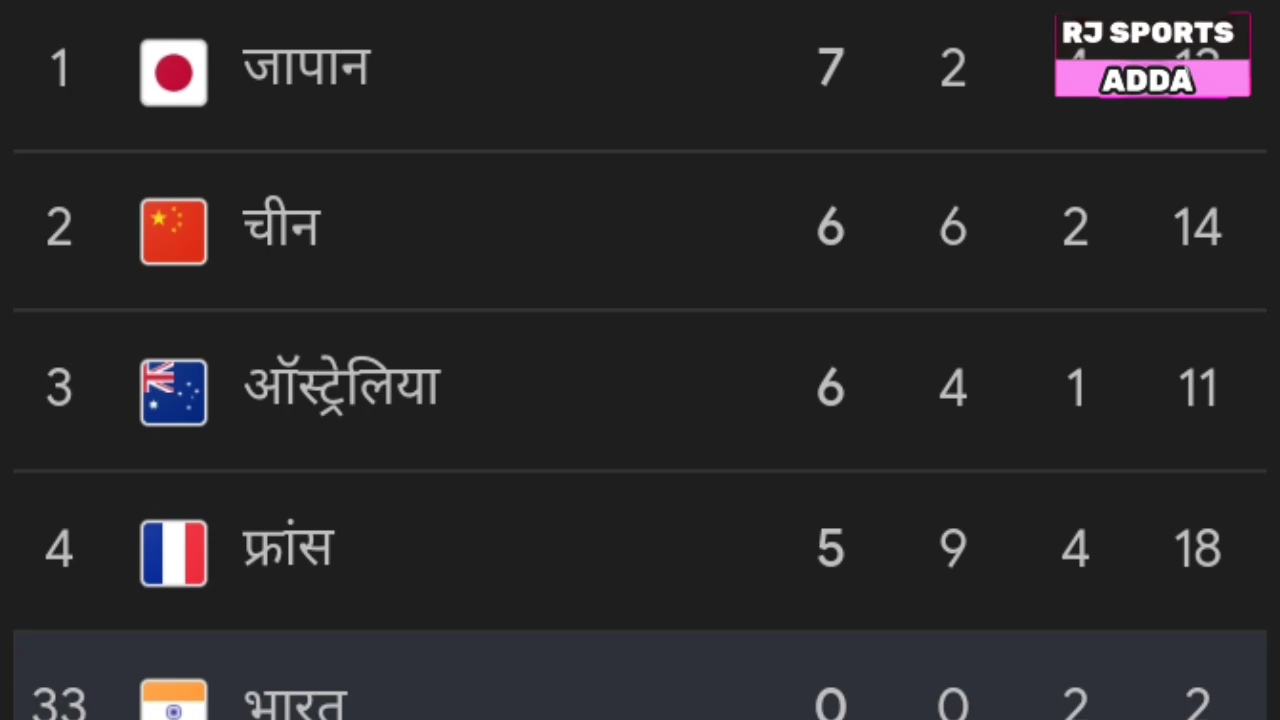 1 जापान 7 2
RJ SPORTS
ADDA
2 चीन 6 6 2 14
3 ऑस्ट्रेलिया 6 4 1 11
4 फ्रांस 5 9 4 18
33 भारत 0 0 2 2